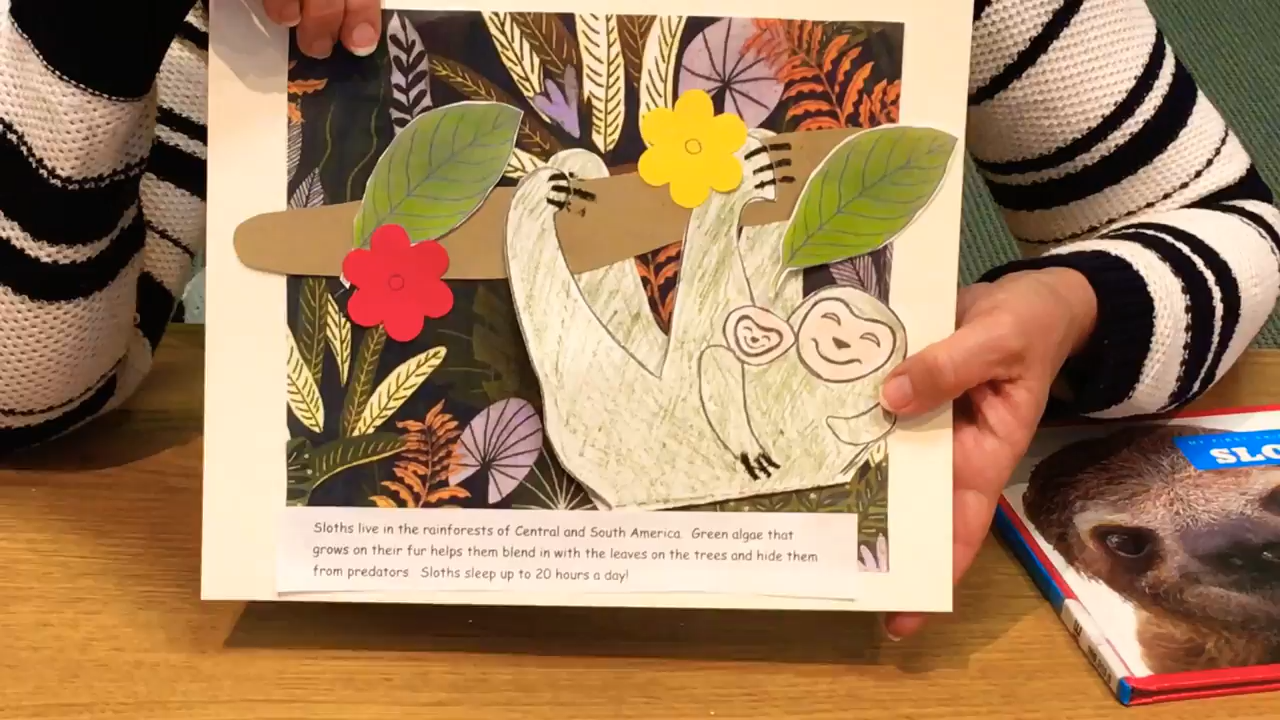 Sloths live in the rainforests of Central and South America. Green algae that
grows on their fur helps them blend in with the leaves on the trees and hide them
from predators  Sloths sleep up to 20 hours a day!
SLO